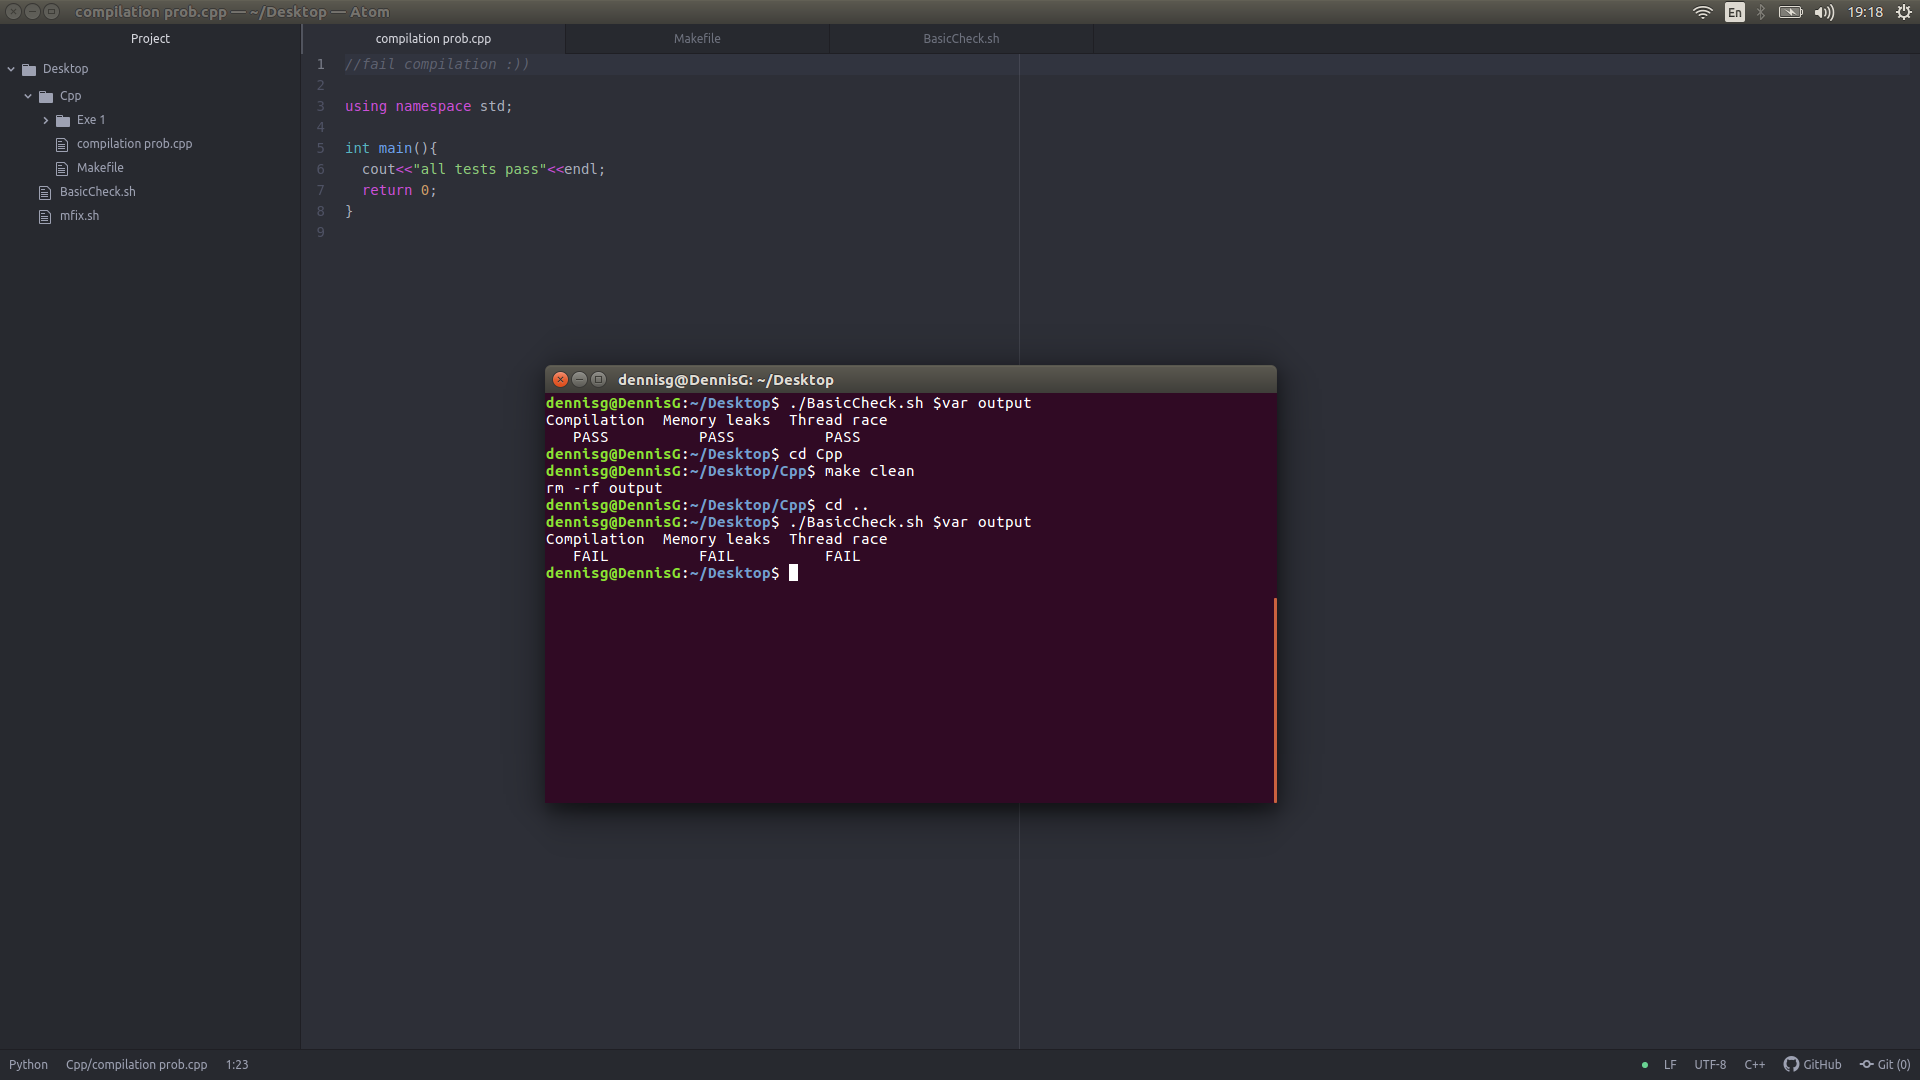 compilation prob.cpp — ~/Desktop — Atom
En
19:18
Project
Desktop
Cpp
Exe 1
compilation prob.cpp
Makefile
BasicCheck.sh
mfix.sh
compilation prob.cpp
Makefile
BasicCheck.sh
1 //fail compilation :))
2
3 using namespace std;
4
5 int main(){
6 cout<<"all tests pass"<<endl;
7 return 0;
8 }
9
dennisg@DennisG: ~/Desktop
dennisg@DennisG:~/Desktop$ ./BasicCheck.sh $var output
Compilation  Memory leaks  Thread race
PASS PASS PASS
dennisg@DennisG:~/Desktop$ cd Cpp
dennisg@DennisG:~/Desktop/Cpp$ make clean
rm -rf output
dennisg@DennisG:~/Desktop/Cpp$ cd ..
dennisg@DennisG:~/Desktop$ ./BasicCheck.sh $var output
Compilation  Memory leaks  Thread race
FAIL FAIL FAIL
dennisg@DennisG:~/Desktop$
Python Cpp/compilation prob.cpp 1:23
LF UTF-8 C++ GitHub Git (0)